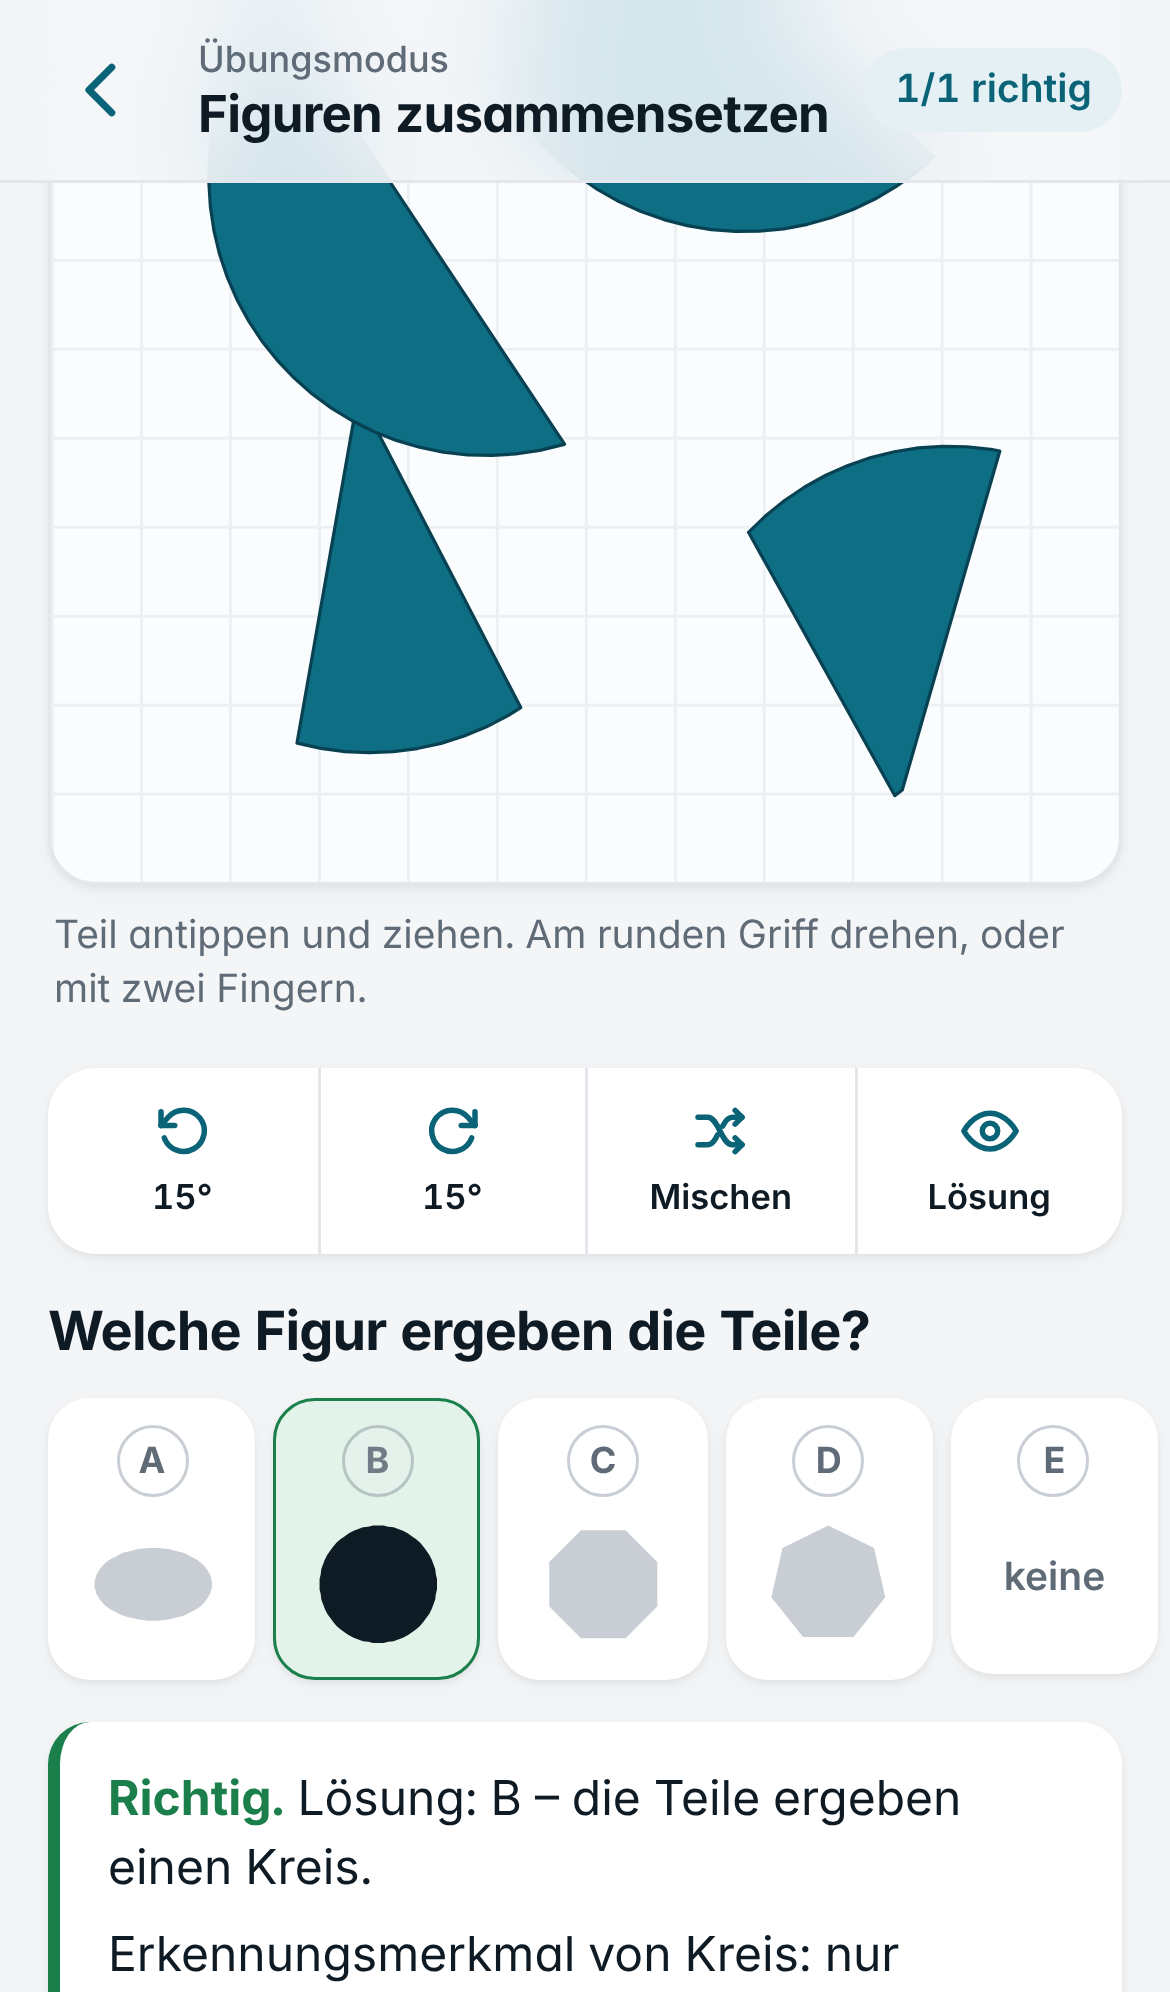 Übungsmodus
Figuren zusammensetzen
1/1 richtig
Teil antippen und ziehen. Am runden Griff drehen, oder
mit zwei Fingern.
15°
15°
Mischen
Lösung
Welche Figur ergeben die Teile?
A
B
C
D
E
keine
Richtig. Lösung: B – die Teile ergeben
einen Kreis.
Erkennungsmerkmal von Kreis: nur